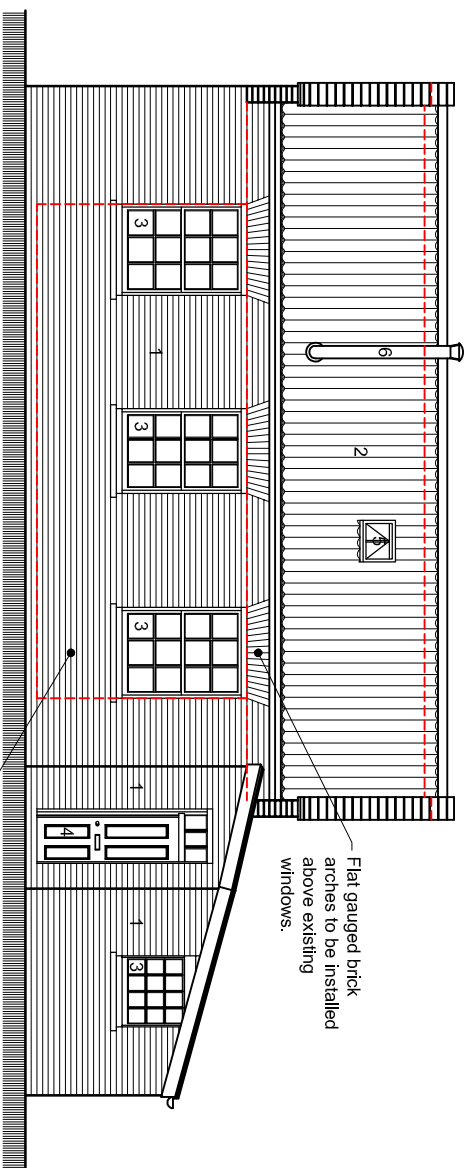 6
2
5
Flat gauged brick
arches to be installed
above existing
windows.
3
3
3
1
1
1
4
3